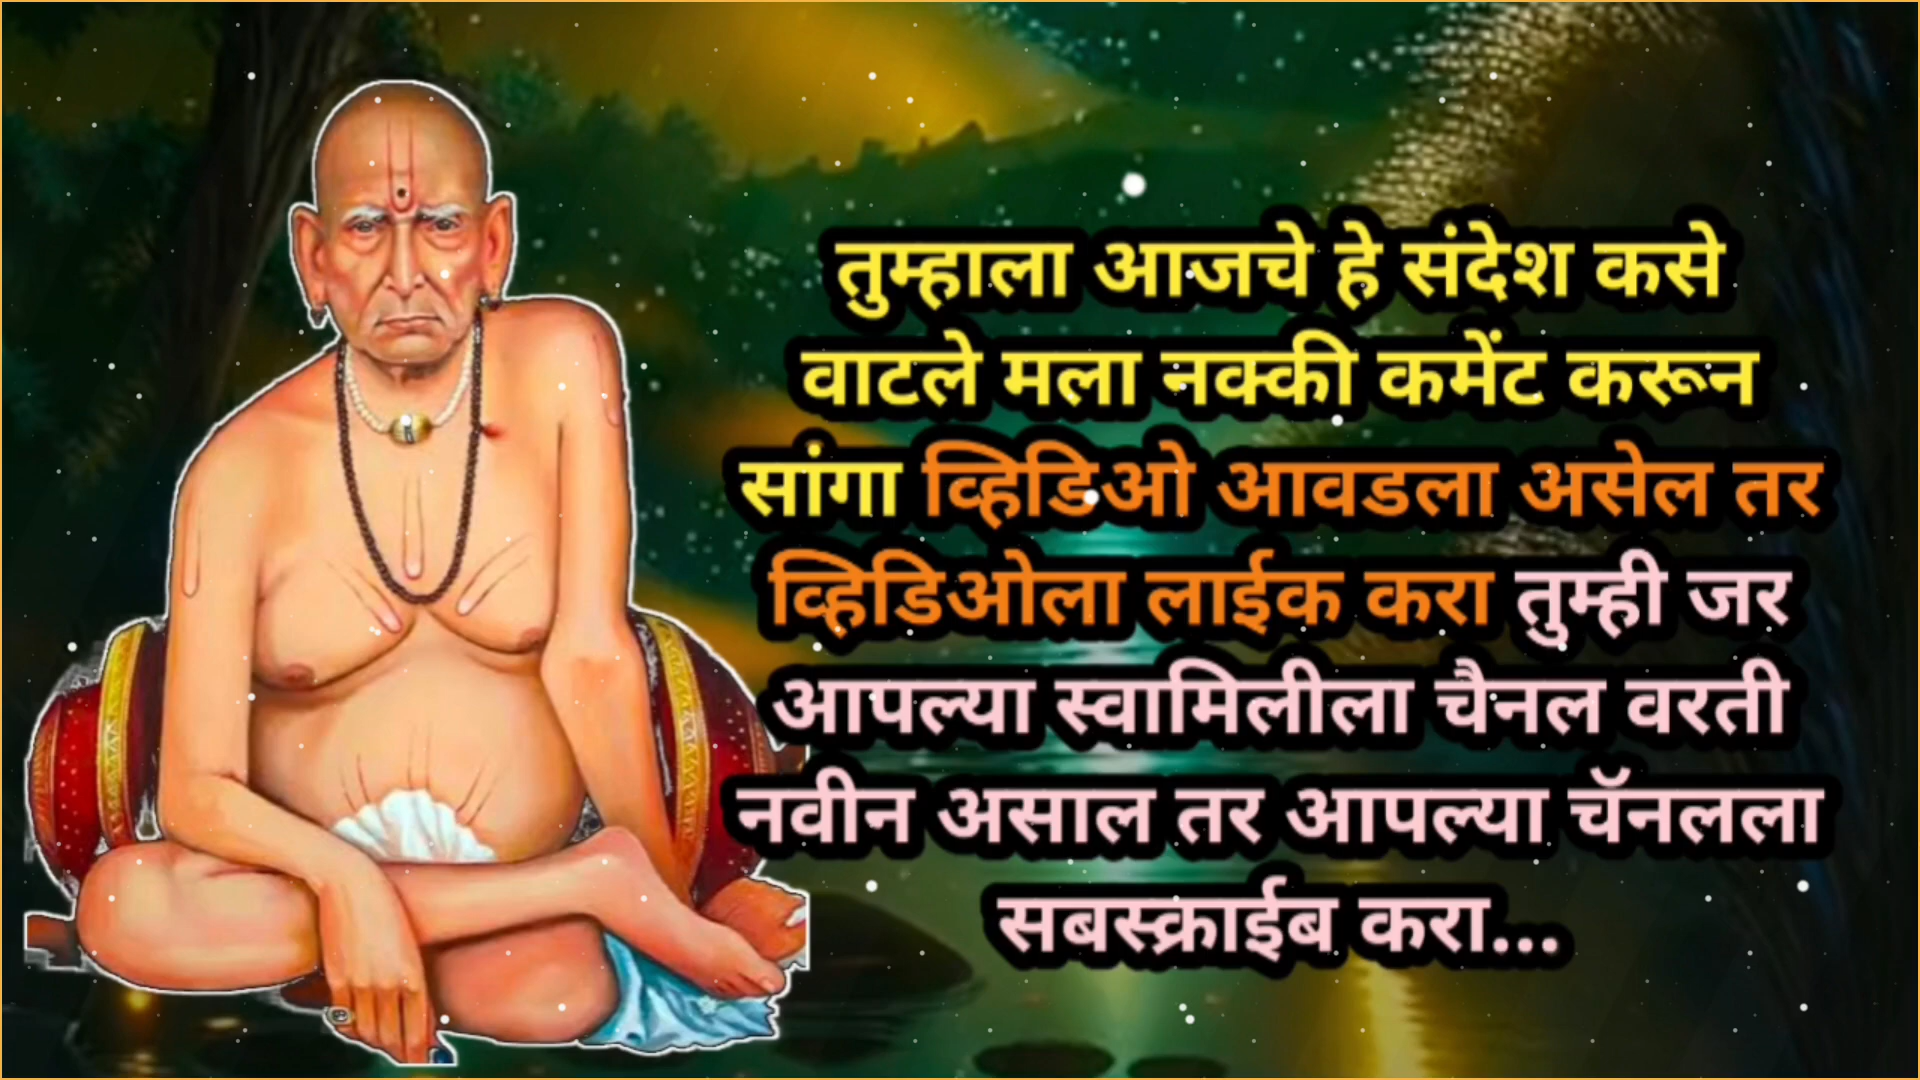 तुम्हाला आजचे हे संदेश कसे
वाटले मला नक्की कमेंट करून
सांगा व्हिडिओ आवडला असेल तर
व्हिडिओला लाईक करा तुम्ही जर
आपल्या स्वामिलीला चैनल वरती
नवीन असाल तर आपल्या चॅनलला
सबस्क्राईब करा...